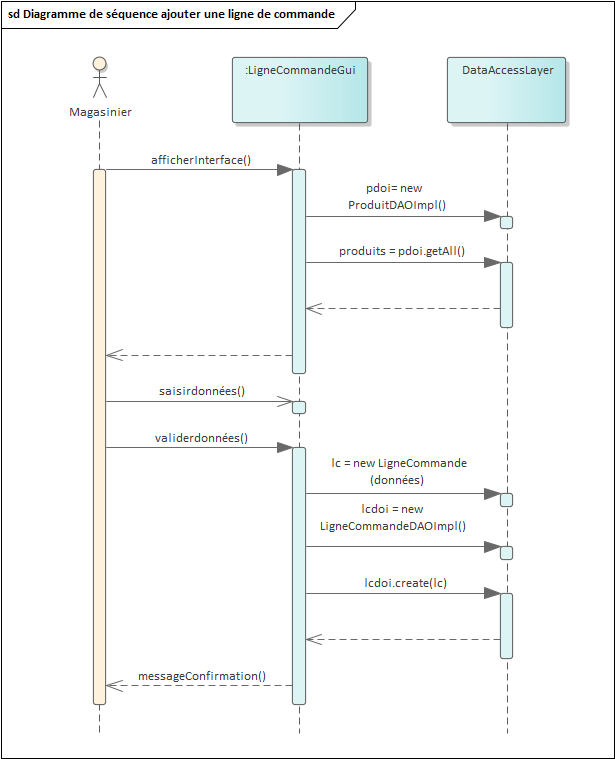 sd Diagramme de séquence ajouter une ligne de commande
:LigneCommandeGui
DataAccessLayer
Magasinier
afficherInterface()
pdoi= new
ProduitDAOImpl()
produits = pdoi.getAll()
saisirdonnées()
validerdonnées()
lc = new LigneCommande
(données)
lcdoi = new
LigneCommandeDAOImpl()
lcdoi.create(lc)
messageConfirmation()